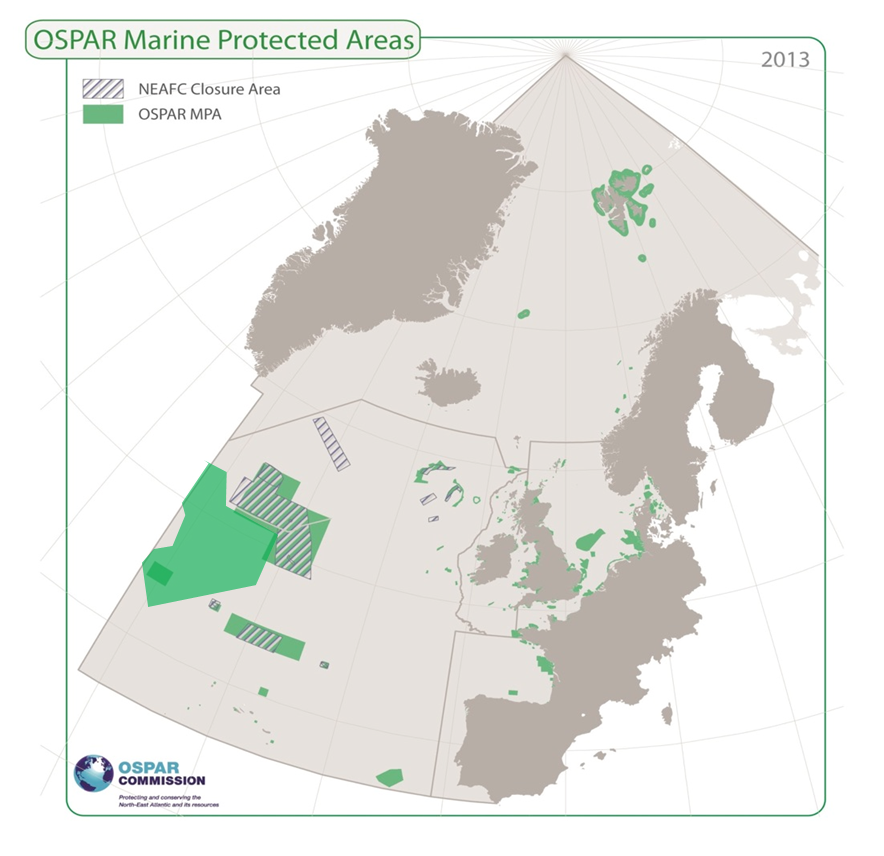 OSPAR Marine Protected Areas
2013
NEAFC Closure Area
OSPAR MPA
OSPAR
COMMISSION
Protecting and conserving the
North-East Atlantic and its resources